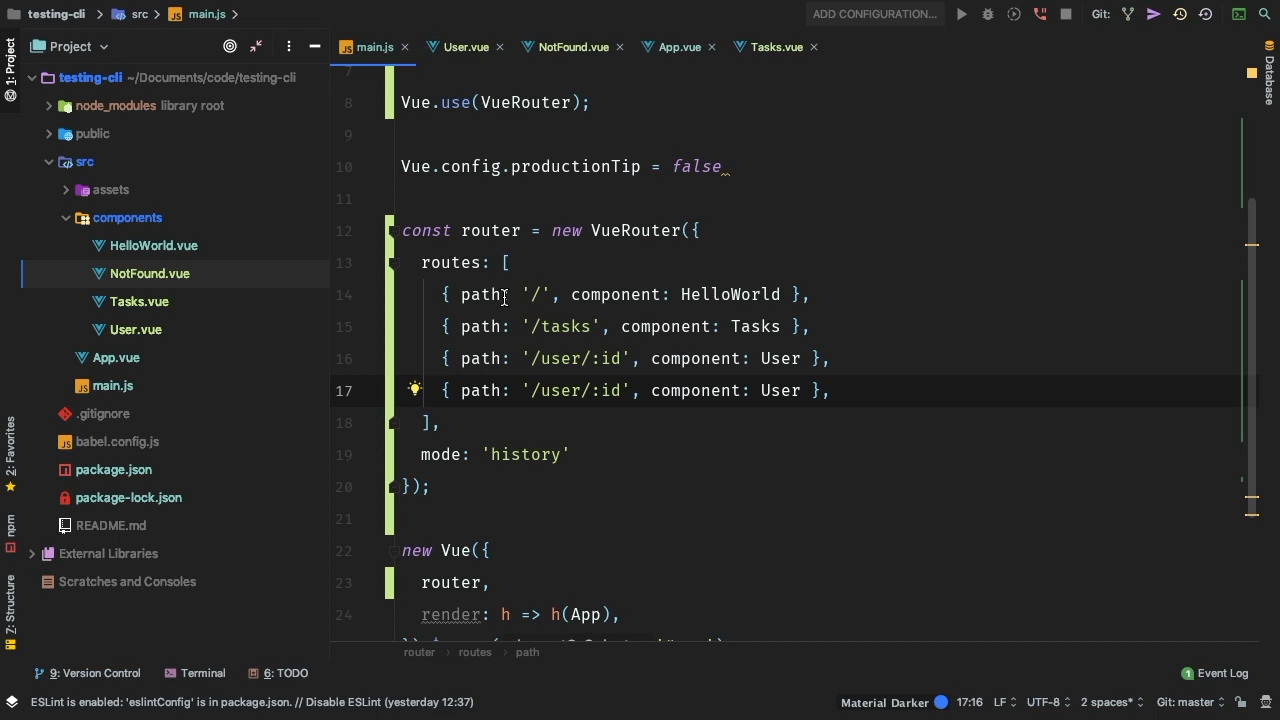 testing-cli src main.js ADD CONFIGURATION... Git:
1: Project
Project
testing-cli ~/Documents/code/testing-cli
node_modules library root
public
src
assets
components
HelloWorld.vue
NotFound.vue
Tasks.vue
User.vue
App.vue
main.js
.gitignore
babel.config.js
package.json
package-lock.json
README.md
External Libraries
Scratches and Consoles
2: Favorites
npm
7: Structure
main.js User.vue NotFound.vue App.vue Tasks.vue
7
8 Vue.use(VueRouter);
9
10 Vue.config.productionTip = false
11
12 const router = new VueRouter({
13 routes: [
14 { path: '/', component: HelloWorld },
15 { path: '/tasks', component: Tasks },
16 { path: '/user/:id', component: User },
17 { path: '/user/:id', component: User },
18 ],
19 mode: 'history'
20 });
21
22 new Vue({
23 router,
24 render: h => h(App),
router routes path
Database
9: Version Control Terminal 6: TODO 1 Event Log
ESLint is enabled: 'eslintConfig' is in package.json. // Disable ESLint (yesterday 12:37) Material Darker 17:16 LF UTF-8 2 spaces* Git: master